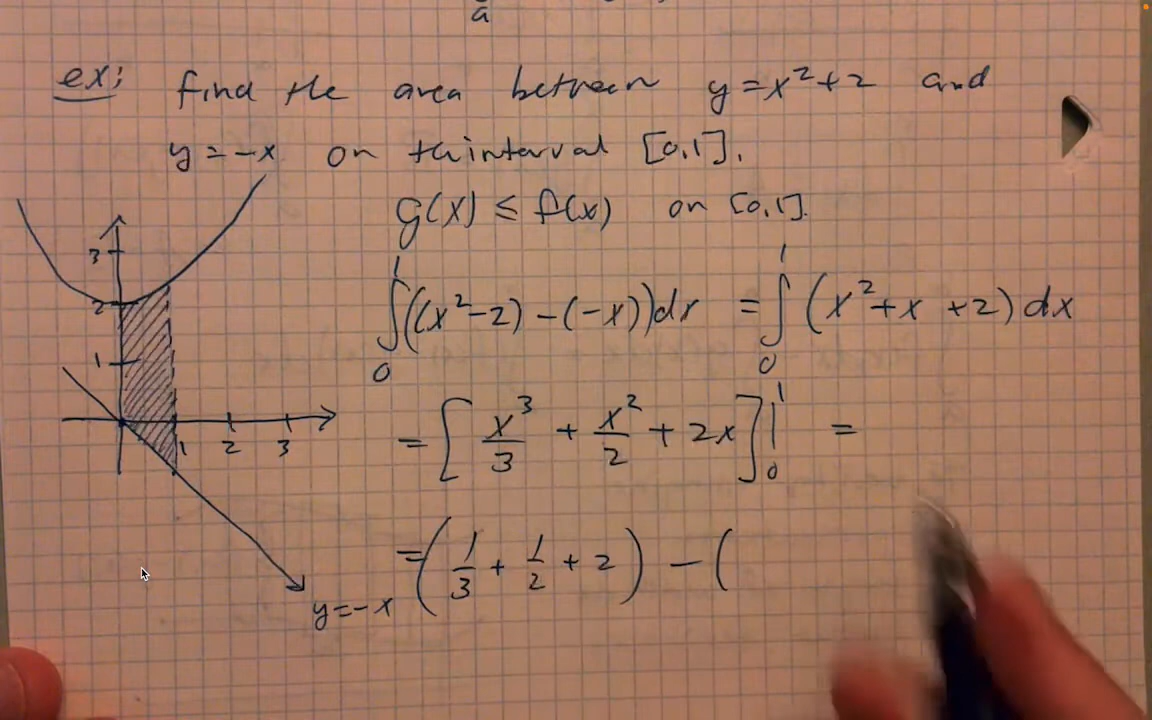 a
ex: find the area between y=x²+2 and
y=-x on th interval [0,1].
g(x) ≤ f(x) on [0,1].
∫₀¹((x²-2)-(-x))dx = ∫₀¹(x²+x+2)dx
= [x³/3 + x²/2 + 2x]|₀¹ =
=(1/3 + 1/2 + 2) - (
3
2
1
1 2 3
y=-x